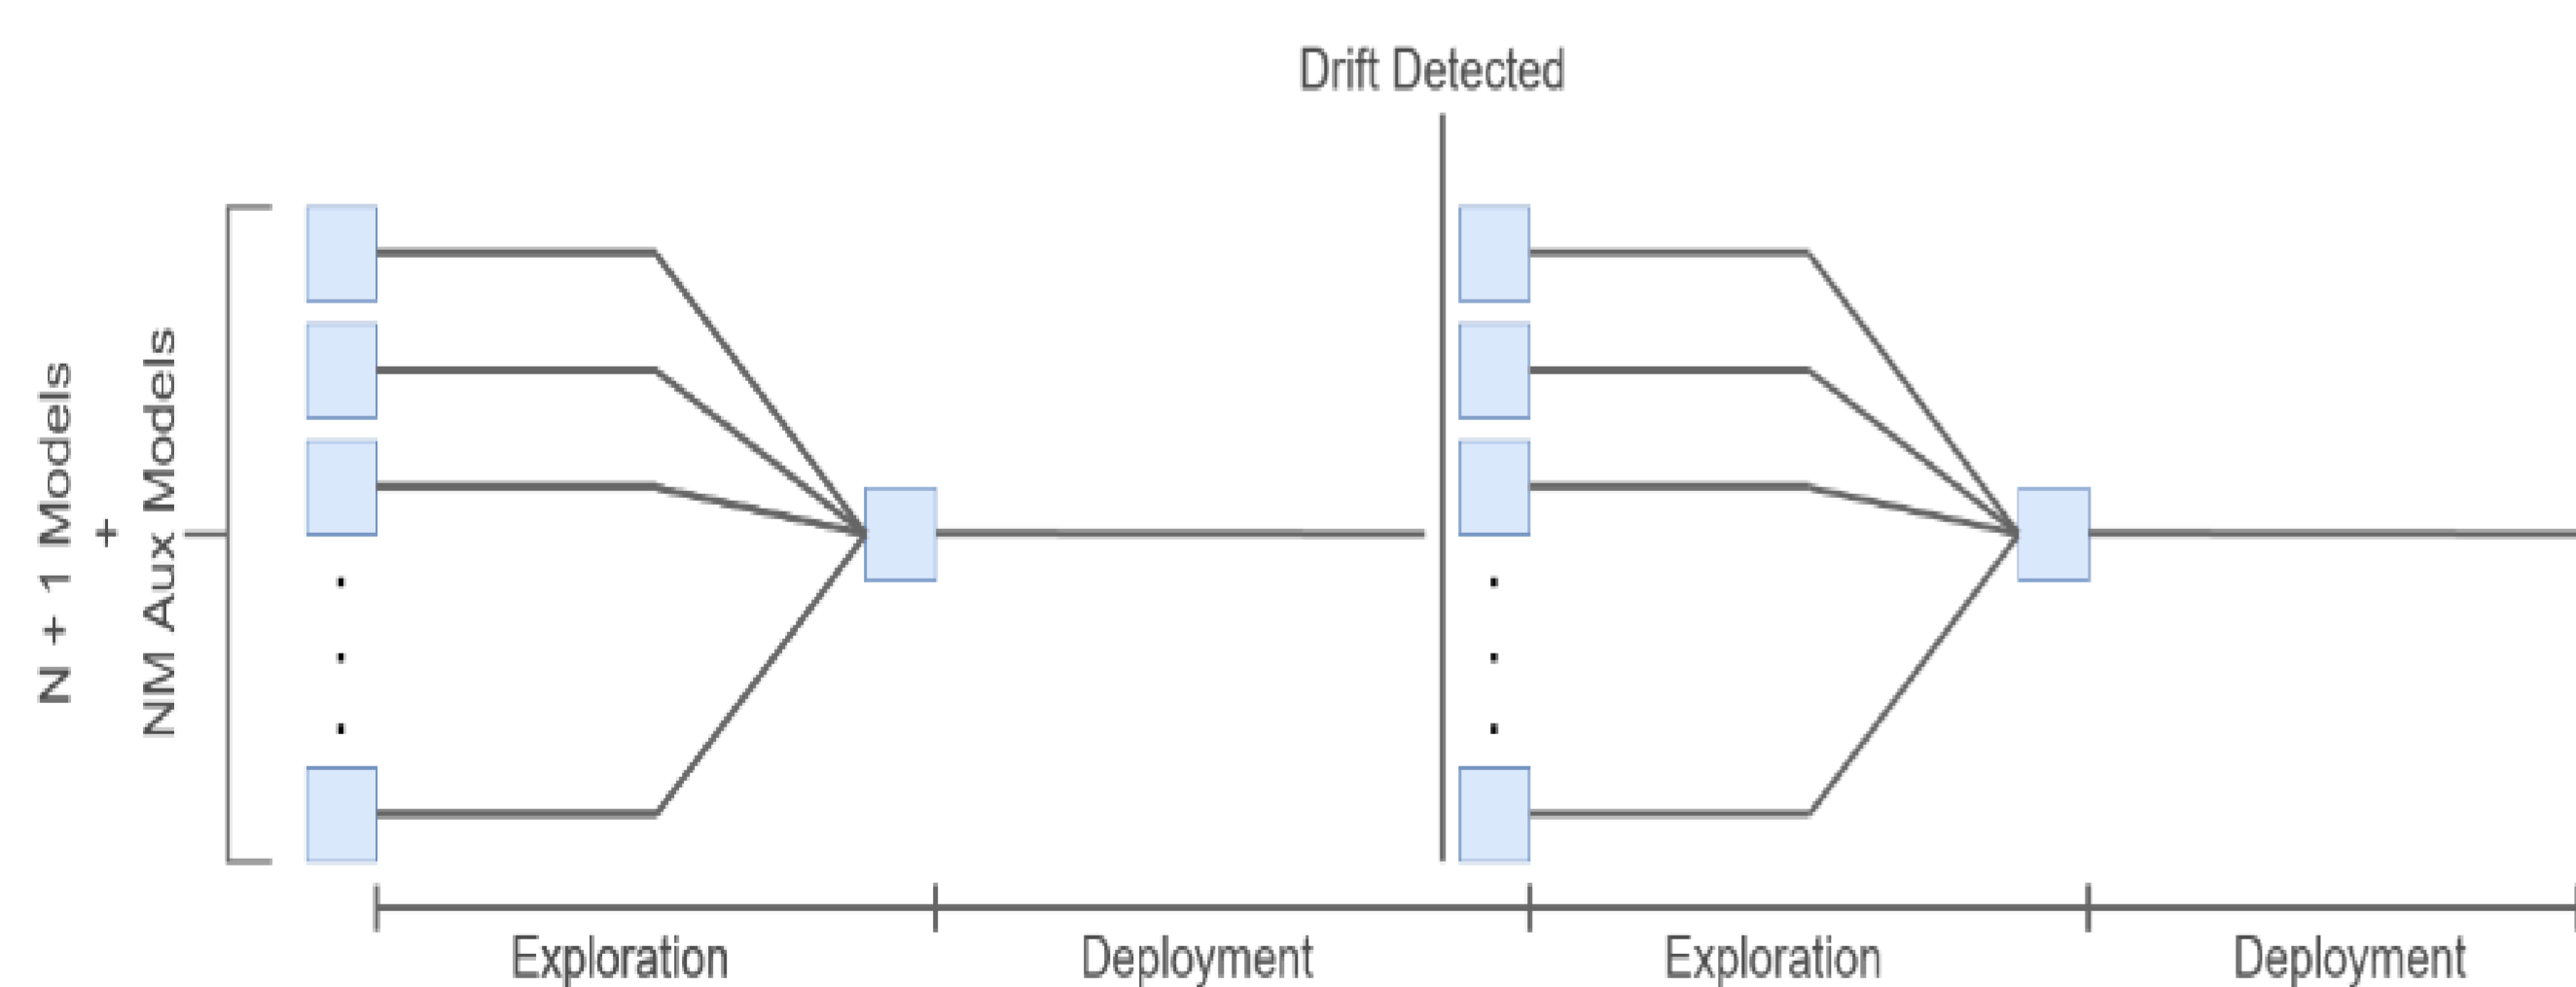 Drift Detected
N + 1 Models
+
NM Aux Models
Exploration
Deployment
Exploration
Deployment